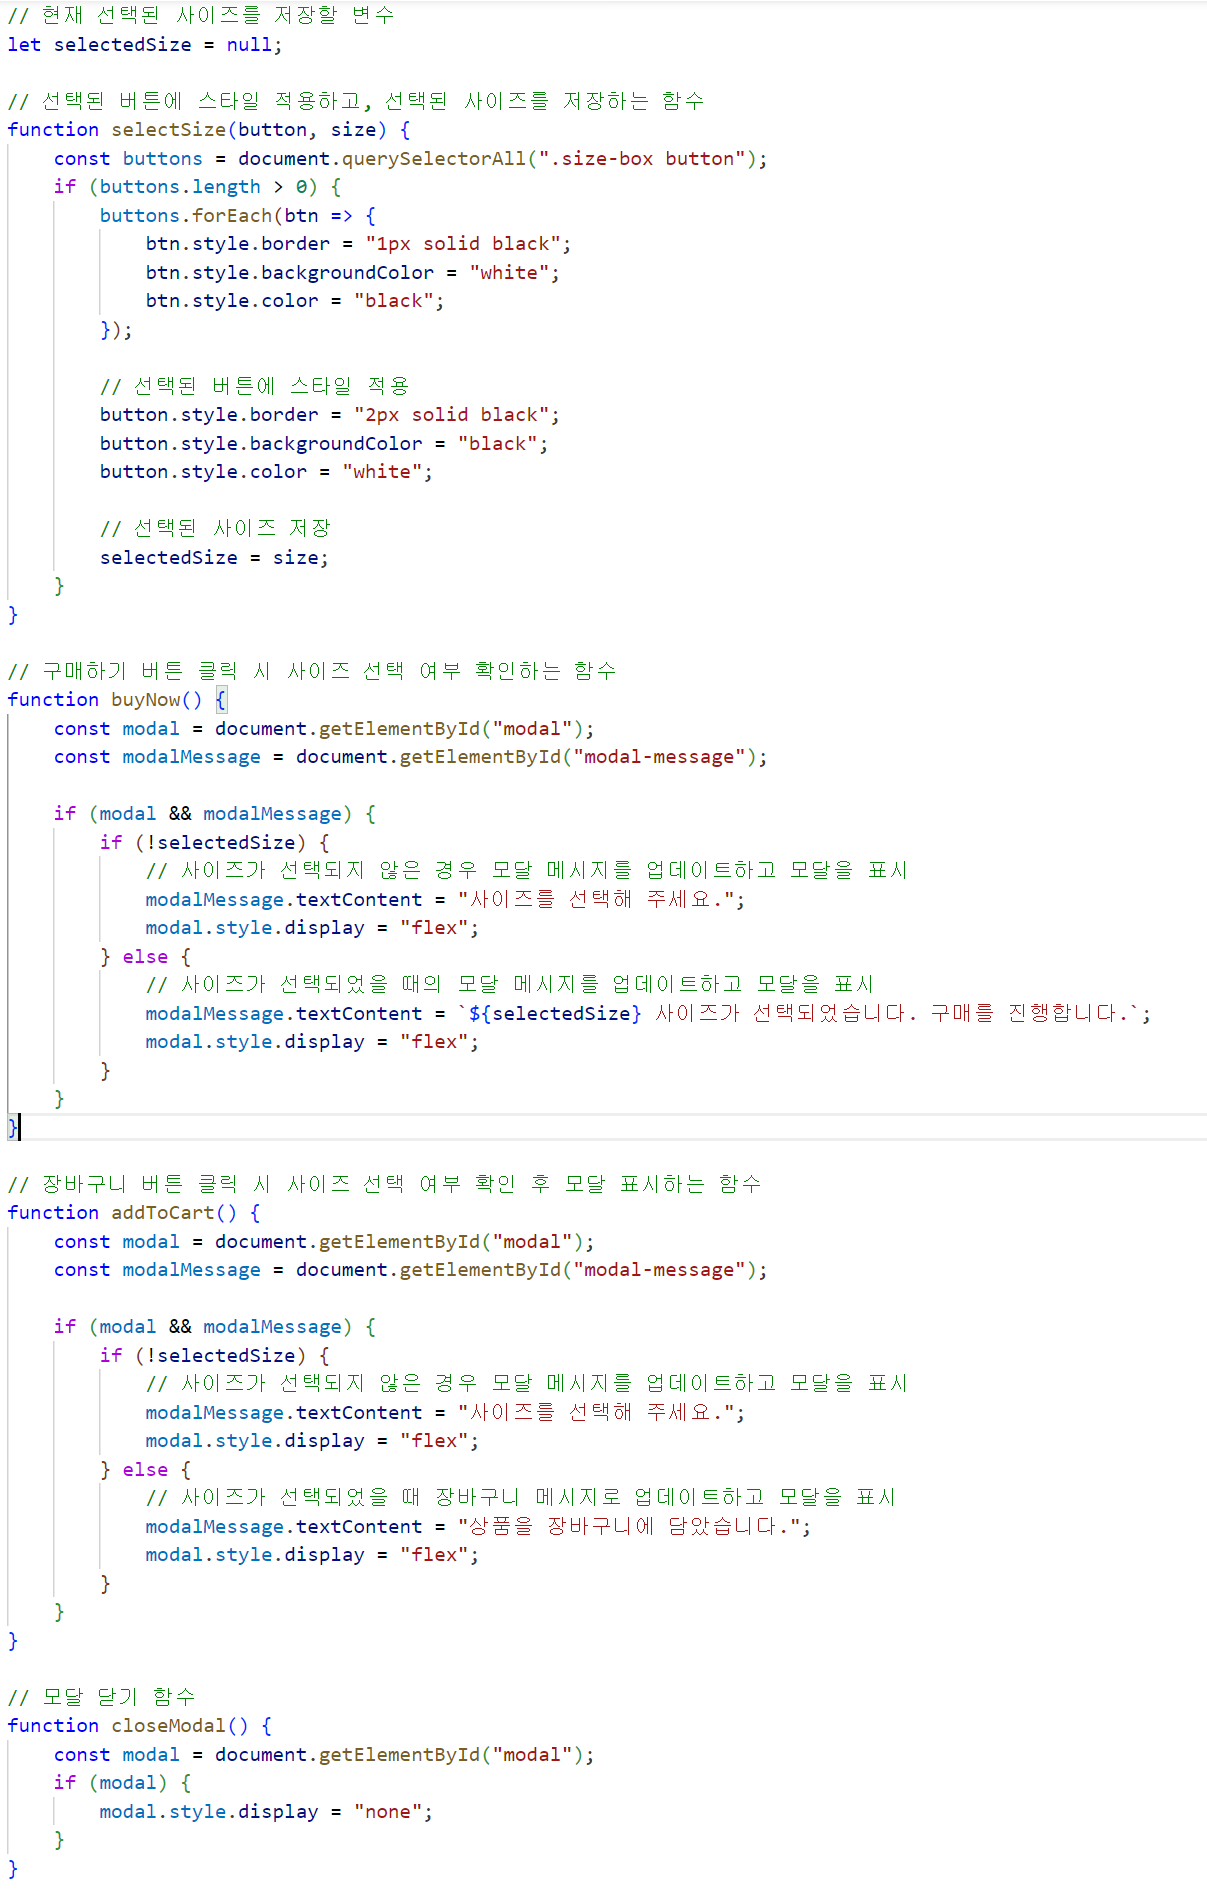 // 현재 선택된 사이즈를 저장할 변수
let selectedSize = null;

// 선택된 버튼에 스타일 적용하고, 선택된 사이즈를 저장하는 함수
function selectSize(button, size) {
    const buttons = document.querySelectorAll(".size-box button");
    if (buttons.length > 0) {
        buttons.forEach(btn => {
            btn.style.border = "1px solid black";
            btn.style.backgroundColor = "white";
            btn.style.color = "black";
        });

        // 선택된 버튼에 스타일 적용
        button.style.border = "2px solid black";
        button.style.backgroundColor = "black";
        button.style.color = "white";

        // 선택된 사이즈 저장
        selectedSize = size;
    }
}

// 구매하기 버튼 클릭 시 사이즈 선택 여부 확인하는 함수
function buyNow() {
    const modal = document.getElementById("modal");
    const modalMessage = document.getElementById("modal-message");

    if (modal && modalMessage) {
        if (!selectedSize) {
            // 사이즈가 선택되지 않은 경우 모달 메시지를 업데이트하고 모달을 표시
            modalMessage.textContent = "사이즈를 선택해 주세요.";
            modal.style.display = "flex";
        } else {
            // 사이즈가 선택되었을 때의 모달 메시지를 업데이트하고 모달을 표시
            modalMessage.textContent = `${selectedSize} 사이즈가 선택되었습니다. 구매를 진행합니다.`;
            modal.style.display = "flex";
        }
    }
}

// 장바구니 버튼 클릭 시 사이즈 선택 여부 확인 후 모달 표시하는 함수
function addToCart() {
    const modal = document.getElementById("modal");
    const modalMessage = document.getElementById("modal-message");

    if (modal && modalMessage) {
        if (!selectedSize) {
            // 사이즈가 선택되지 않은 경우 모달 메시지를 업데이트하고 모달을 표시
            modalMessage.textContent = "사이즈를 선택해 주세요.";
            modal.style.display = "flex";
        } else {
            // 사이즈가 선택되었을 때 장바구니 메시지로 업데이트하고 모달을 표시
            modalMessage.textContent = "상품을 장바구니에 담았습니다.";
            modal.style.display = "flex";
        }
    }
}

// 모달 닫기 함수
function closeModal() {
    const modal = document.getElementById("modal");
    if (modal) {
        modal.style.display = "none";
    }
}